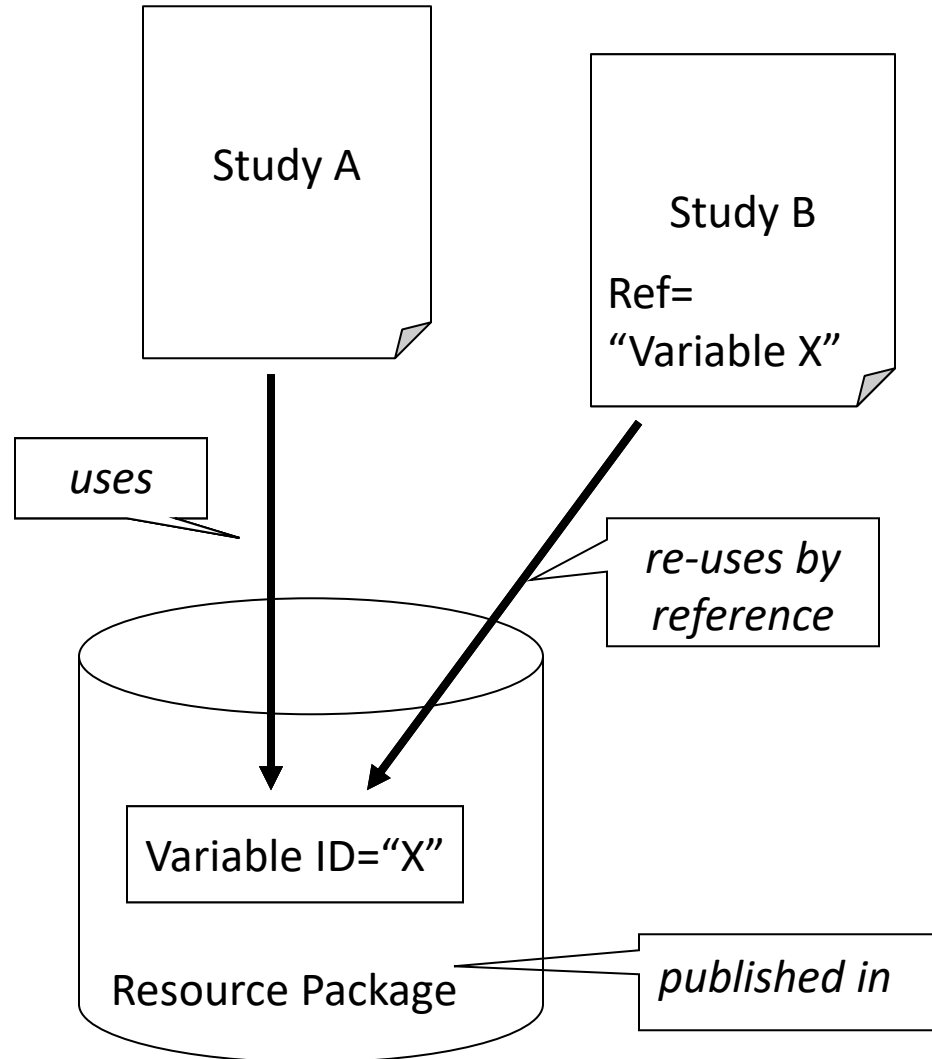 Study A
Study B
Ref=
“Variable X”
uses
re-uses by
reference
Variable ID=“X”
Resource Package
published in